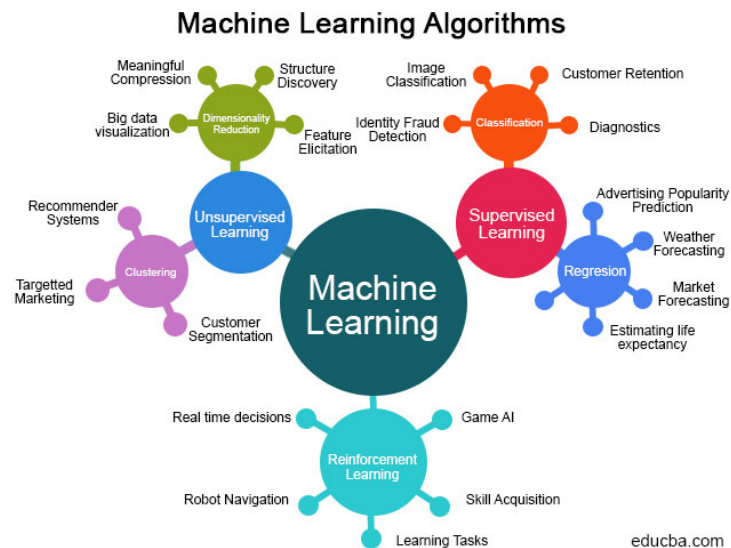 Machine Learning Algorithms
Meaningful
Compression
Structure
Discovery
Big data
visualization
Dimensionality
Reduction
Feature
Elicitation
Image
Classification
Customer Retention
Identity Fraud
Detection
Classification
Diagnostics
Recommender
Systems
Unsupervised
Learning
Clustering
Targetted
Marketing
Customer
Segmentation
Machine
Learning
Supervised
Learning
Advertising Popularity
Prediction
Weather
Forecasting
Regresion
Market
Forecasting
Estimating life
expectancy
Real time decisions
Game AI
Reinforcement
Learning
Robot Navigation
Skill Acquisition
Learning Tasks
educba.com